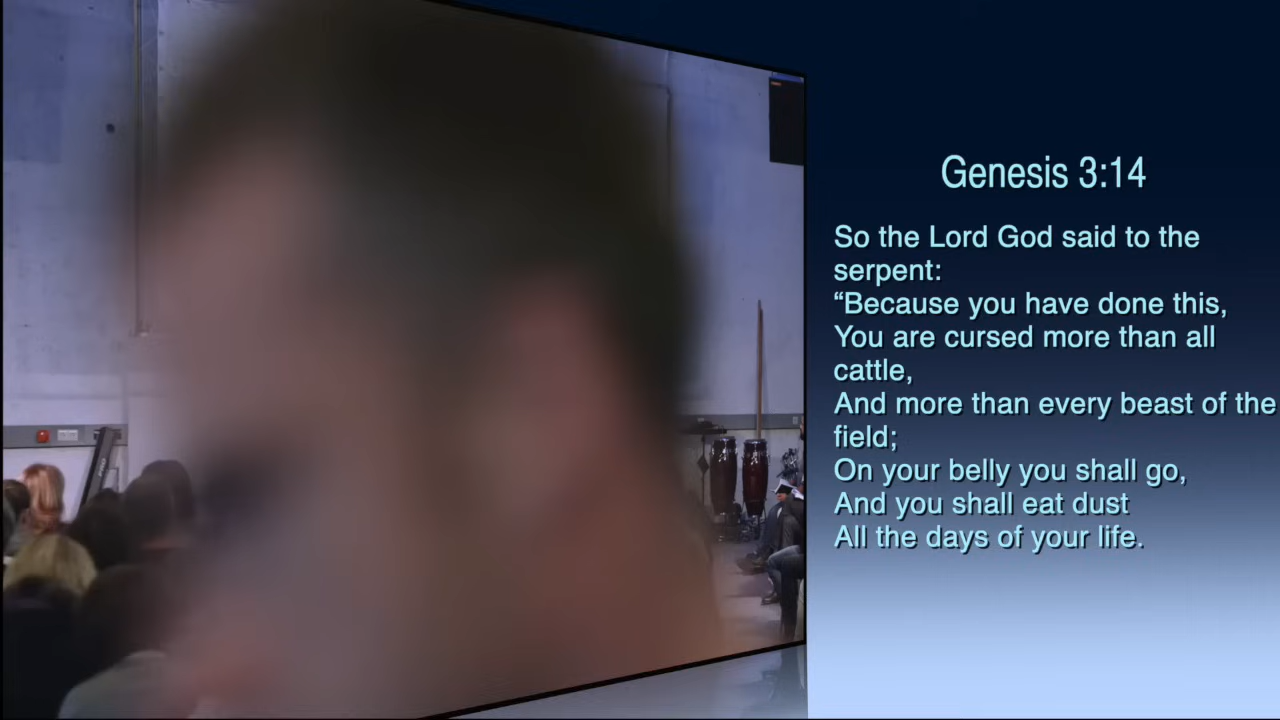 Genesis 3:14
So the Lord God said to the
serpent:
“Because you have done this,
You are cursed more than all
cattle,
And more than every beast of the
field;
On your belly you shall go,
And you shall eat dust
All the days of your life.